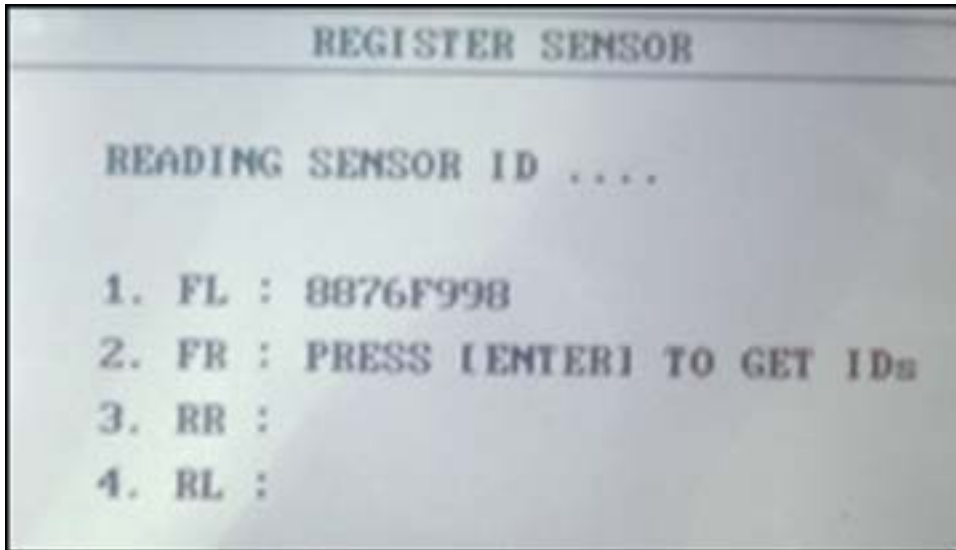 REGISTER SENSOR
READING SENSOR ID ....
1. FL : 8876F998
2. FR : PRESS [ENTER] TO GET IDs
3. RR :
4. RL :